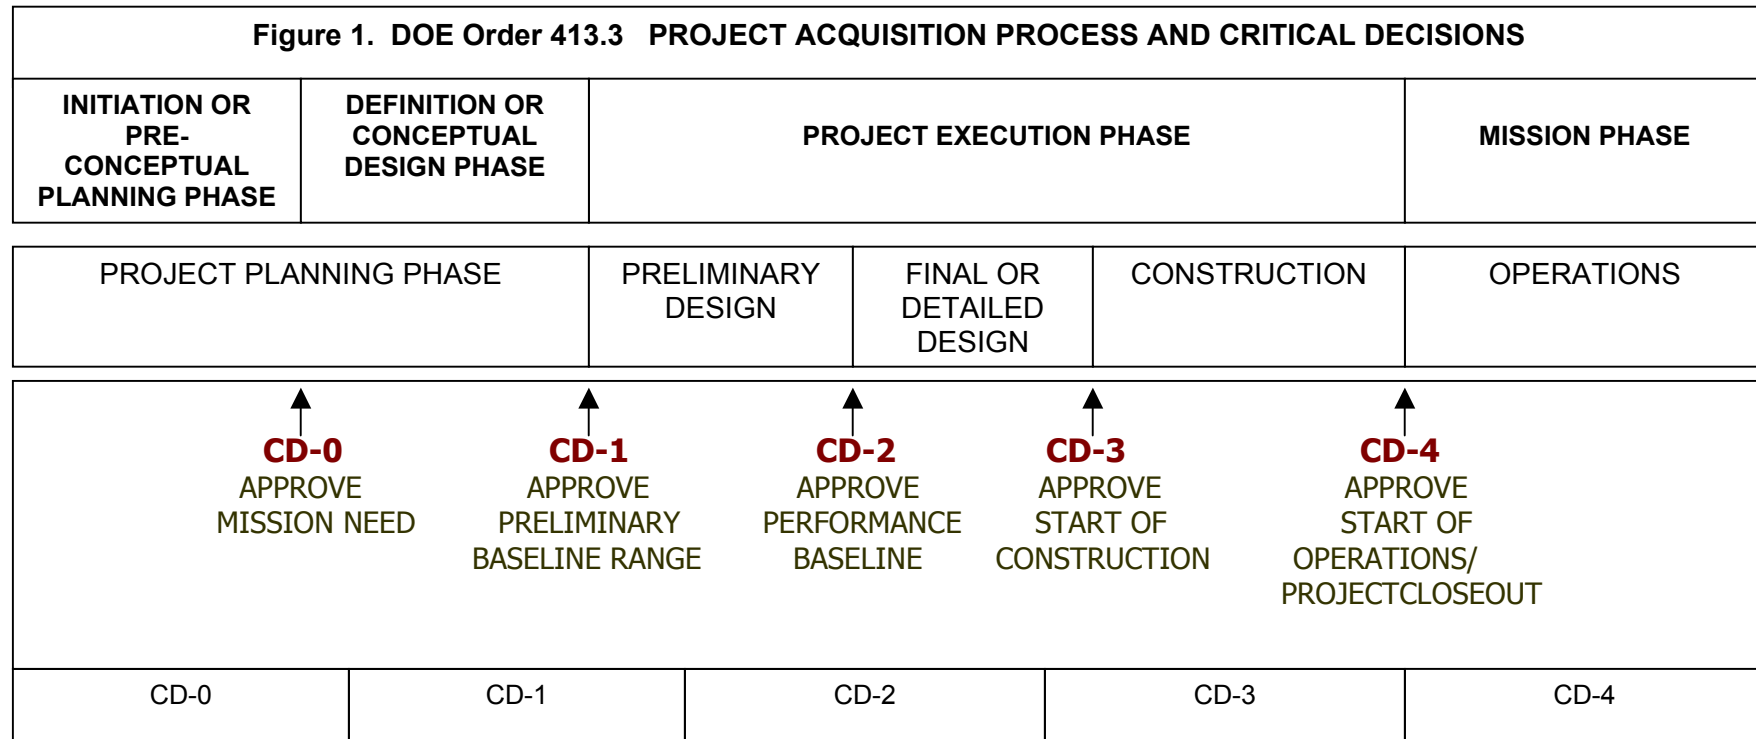 Figure 1. DOE Order 413.3 PROJECT ACQUISITION PROCESS AND CRITICAL DECISIONS
INITIATION OR
PRE-
CONCEPTUAL
PLANNING PHASE
DEFINITION OR
CONCEPTUAL
DESIGN PHASE
PROJECT EXECUTION PHASE
MISSION PHASE
PROJECT PLANNING PHASE
PRELIMINARY
DESIGN
FINAL OR
DETAILED
DESIGN
CONSTRUCTION
OPERATIONS
CD-0
APPROVE
MISSION NEED
CD-1
APPROVE
PRELIMINARY
BASELINE RANGE
CD-2
APPROVE
PERFORMANCE
BASELINE
CD-3
APPROVE
START OF
CONSTRUCTION
CD-4
APPROVE
START OF
OPERATIONS/
PROJECTCLOSEOUT
CD-0
CD-1
CD-2
CD-3
CD-4